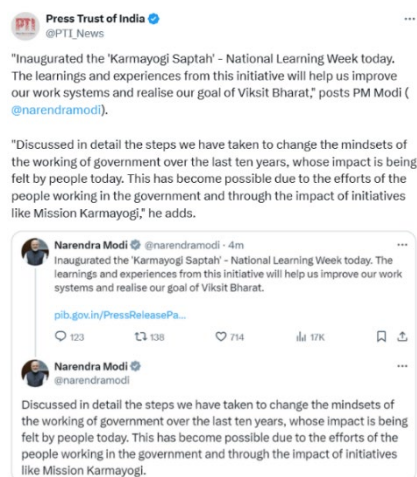 Press Trust of India
@PTI_News
"Inaugurated the 'Karmayogi Saptah' - National Learning Week today.
The learnings and experiences from this initiative will help us improve
our work systems and realise our goal of Viksit Bharat," posts PM Modi (
@narendramodi).
"Discussed in detail the steps we have taken to change the mindsets of
the working of government over the last ten years, whose impact is being
felt by people today. This has become possible due to the efforts of the
people working in the government and through the impact of initiatives
like Mission Karmayogi," he adds.
Narendra Modi @narendramodi · 4m
Inaugurated the 'Karmayogi Saptah' - National Learning Week today. The
learnings and experiences from this initiative will help us improve our work
systems and realise our goal of Viksit Bharat.
pib.gov.in/PressReleasePa...
123 138 714 17K
Narendra Modi
@narendramodi
Discussed in detail the steps we have taken to change the mindsets of
the working of government over the last ten years, whose impact is being
felt by people today. This has become possible due to the efforts of the
people working in the government and through the impact of initiatives
like Mission Karmayogi.